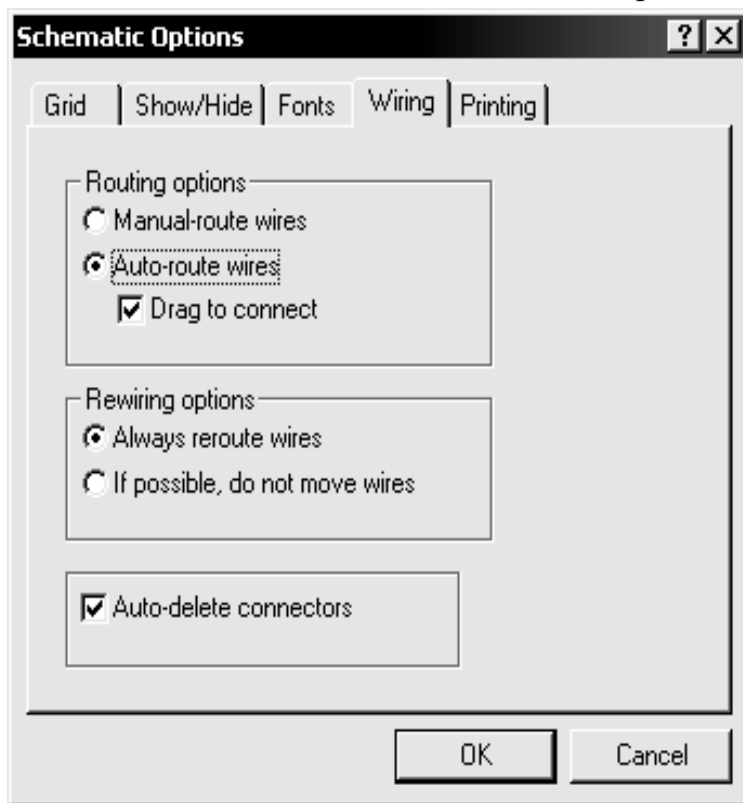 Schematic Options ? X
Grid Show/Hide Fonts Wiring Printing
Routing options
Manual-route wires
Auto-route wires
Drag to connect
Rewiring options
Always reroute wires
If possible, do not move wires
Auto-delete connectors
OK Cancel